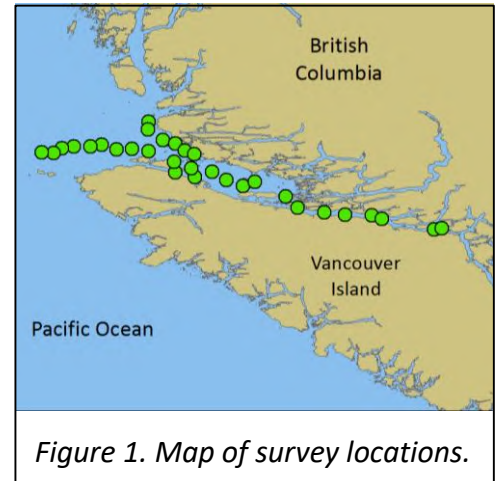 British
Columbia
Vancouver
Island
Pacific Ocean
Figure 1. Map of survey locations.